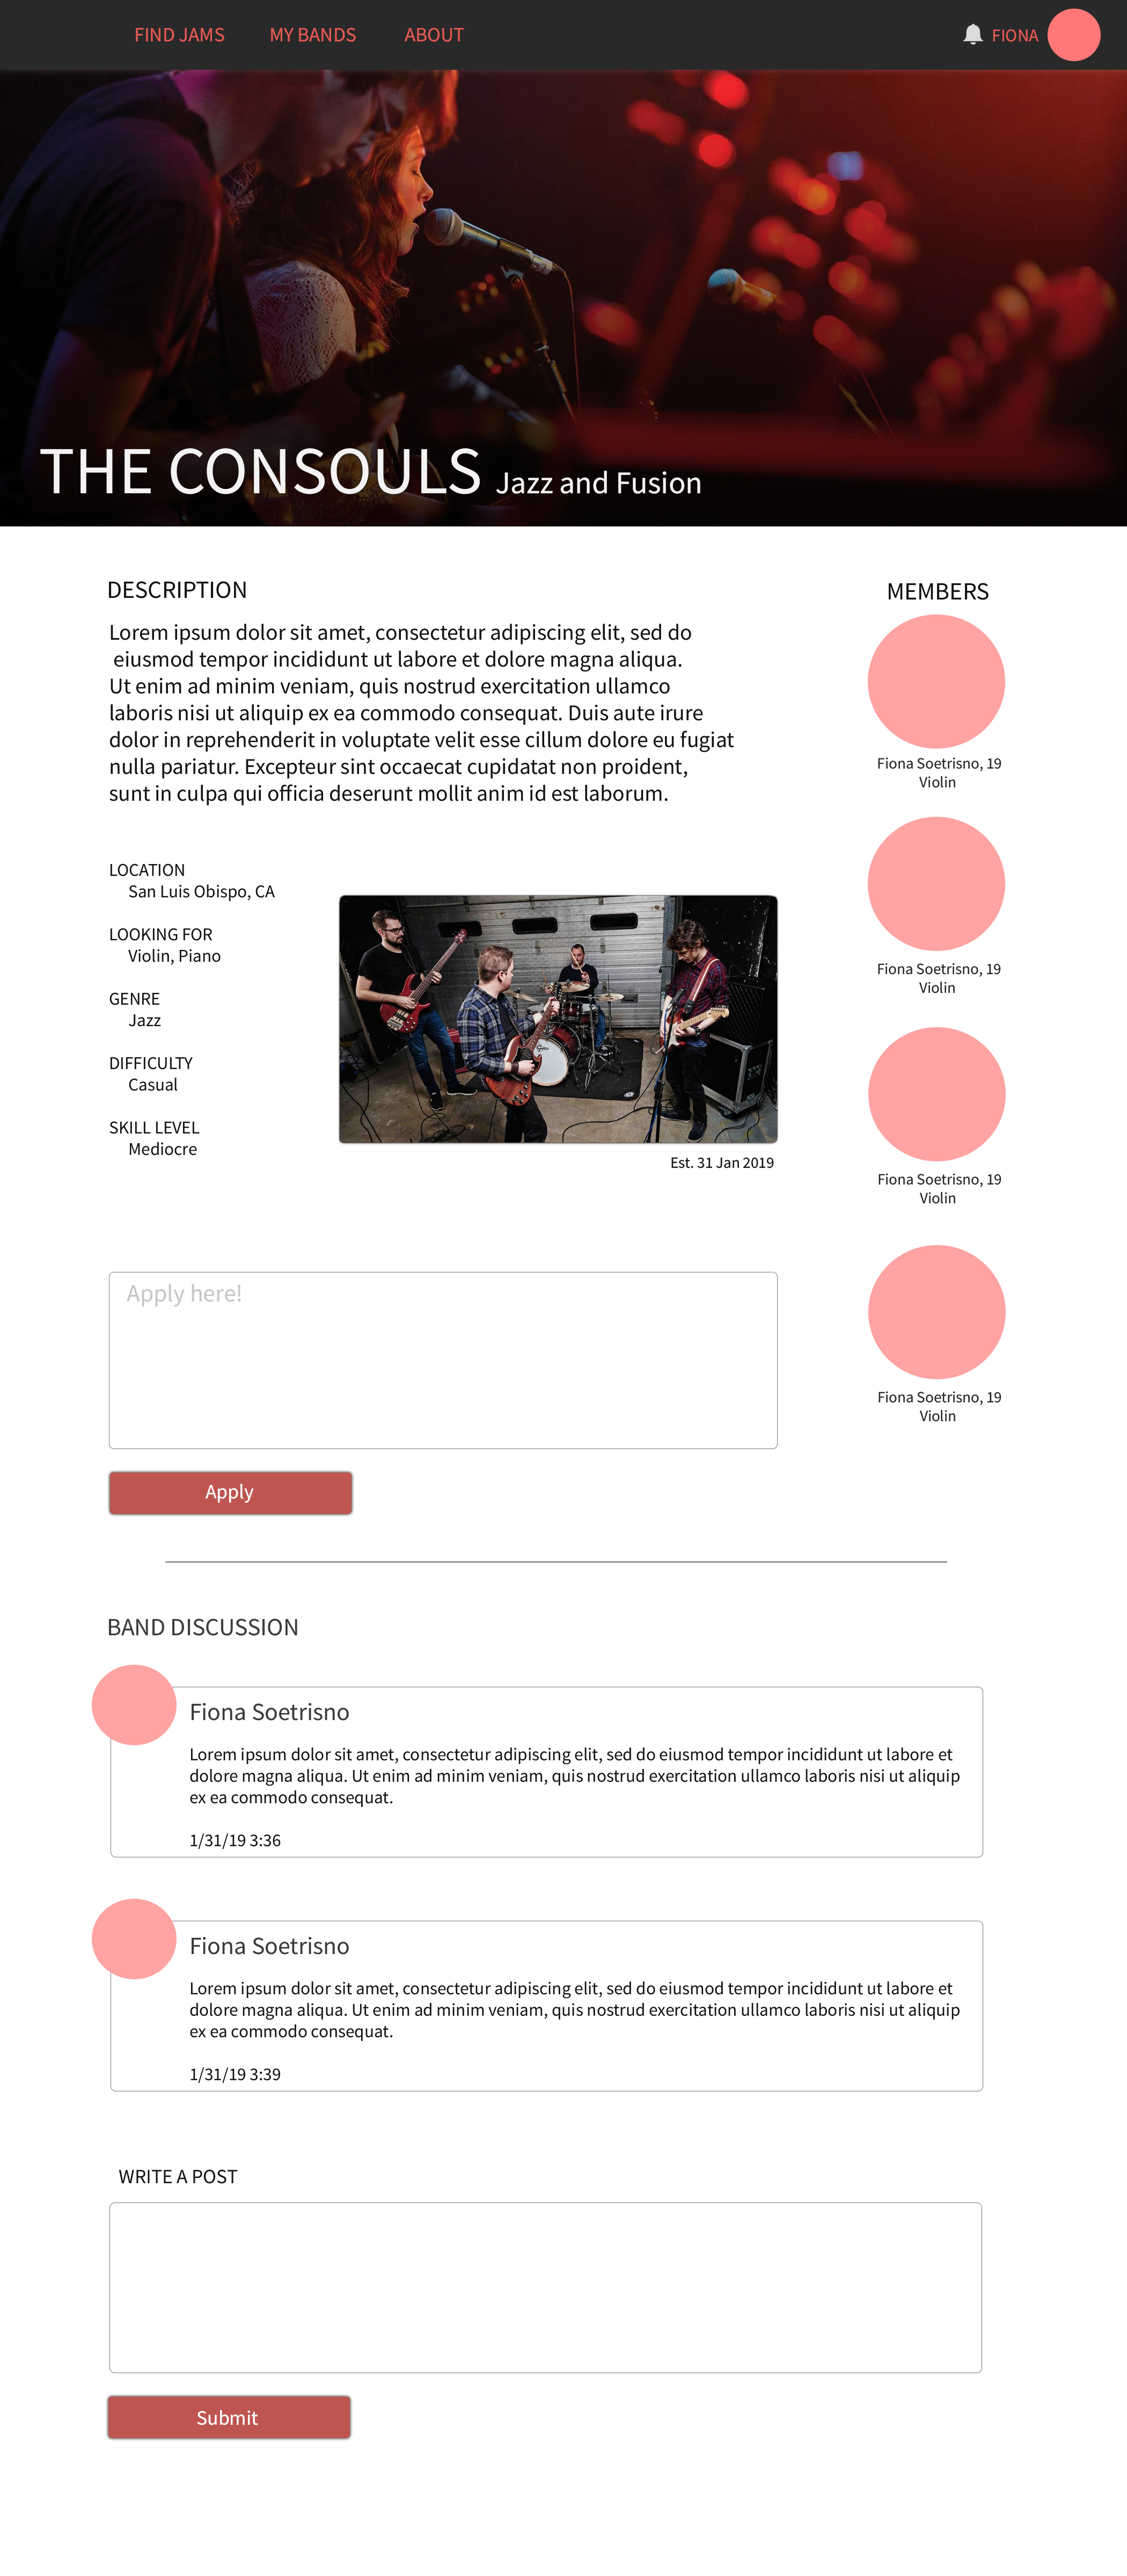 FIND JAMS MY BANDS ABOUT FIONA
THE CONSOULS Jazz and Fusion
DESCRIPTION
Lorem ipsum dolor sit amet, consectetur adipiscing elit, sed do
eiusmod tempor incididunt ut labore et dolore magna aliqua.
Ut enim ad minim veniam, quis nostrud exercitation ullamco
laboris nisi ut aliquip ex ea commodo consequat. Duis aute irure
dolor in reprehenderit in voluptate velit esse cillum dolore eu fugiat
nulla pariatur. Excepteur sint occaecat cupidatat non proident,
sunt in culpa qui officia deserunt mollit anim id est laborum.
LOCATION
San Luis Obispo, CA
LOOKING FOR
Violin, Piano
GENRE
Jazz
DIFFICULTY
Casual
SKILL LEVEL
Mediocre
Est. 31 Jan 2019
MEMBERS
Fiona Soetrisno, 19
Violin
Fiona Soetrisno, 19
Violin
Fiona Soetrisno, 19
Violin
Fiona Soetrisno, 19
Violin
Apply here!
Apply
BAND DISCUSSION
Fiona Soetrisno
Lorem ipsum dolor sit amet, consectetur adipiscing elit, sed do eiusmod tempor incididunt ut labore et
dolore magna aliqua. Ut enim ad minim veniam, quis nostrud exercitation ullamco laboris nisi ut aliquip
ex ea commodo consequat.
1/31/19 3:36
Fiona Soetrisno
Lorem ipsum dolor sit amet, consectetur adipiscing elit, sed do eiusmod tempor incididunt ut labore et
dolore magna aliqua. Ut enim ad minim veniam, quis nostrud exercitation ullamco laboris nisi ut aliquip
ex ea commodo consequat.
1/31/19 3:39
WRITE A POST
Submit